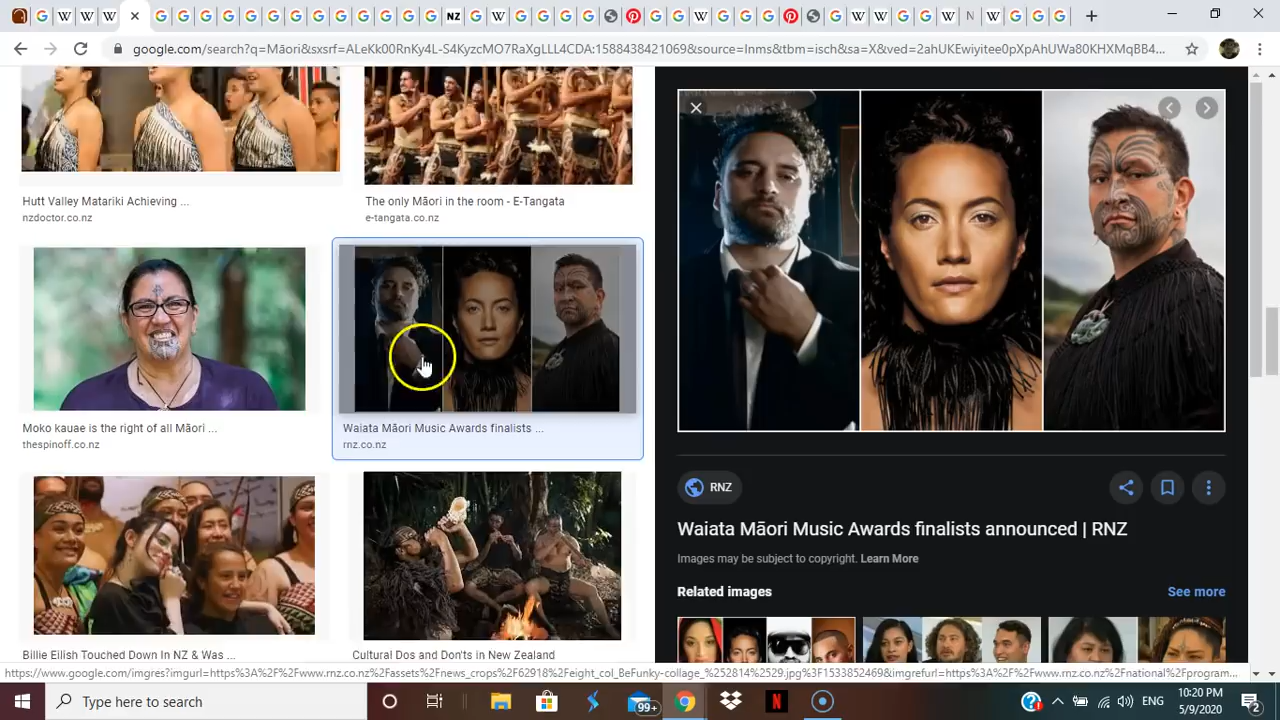 google.com/search?q=Māori&sxsrf=ALeKk00RnKy4L-S4KyzcMO7RaXgLLL4CDA:1588438421069&source=lnms&tbm=isch&sa=X&ved=2ahUKEwiyitee0pXpAhUWa80KHXMqBB4...
Hutt Valley Matariki Achieving ...
nzdoctor.co.nz
The only Māori in the room - E-Tangata
e-tangata.co.nz
Moko kauae is the right of all Māori ...
thespinoff.co.nz
Waiata Māori Music Awards finalists ...
rnz.co.nz
Billie Eilish Touched Down In NZ & Was ...
Cultural Dos and Don'ts in New Zealand
RNZ
Waiata Māori Music Awards finalists announced | RNZ
Images may be subject to copyright. Learn More
Related images
See more
https://www.google.com/imgres?imgurl=https%3A%2F%2Fwww.rnz.co.nz%2Fassets%2Fnews_crops%2F62918%2Feight_col_BeFunky-collage_%252814%2529.jpg%3F1533852469&imgrefurl=https%3A%2F%2Fwww.rnz.co.nz%2Fnational%2Fprogram...
Type here to search
99+
ENG
10:20 PM
5/9/2020
2